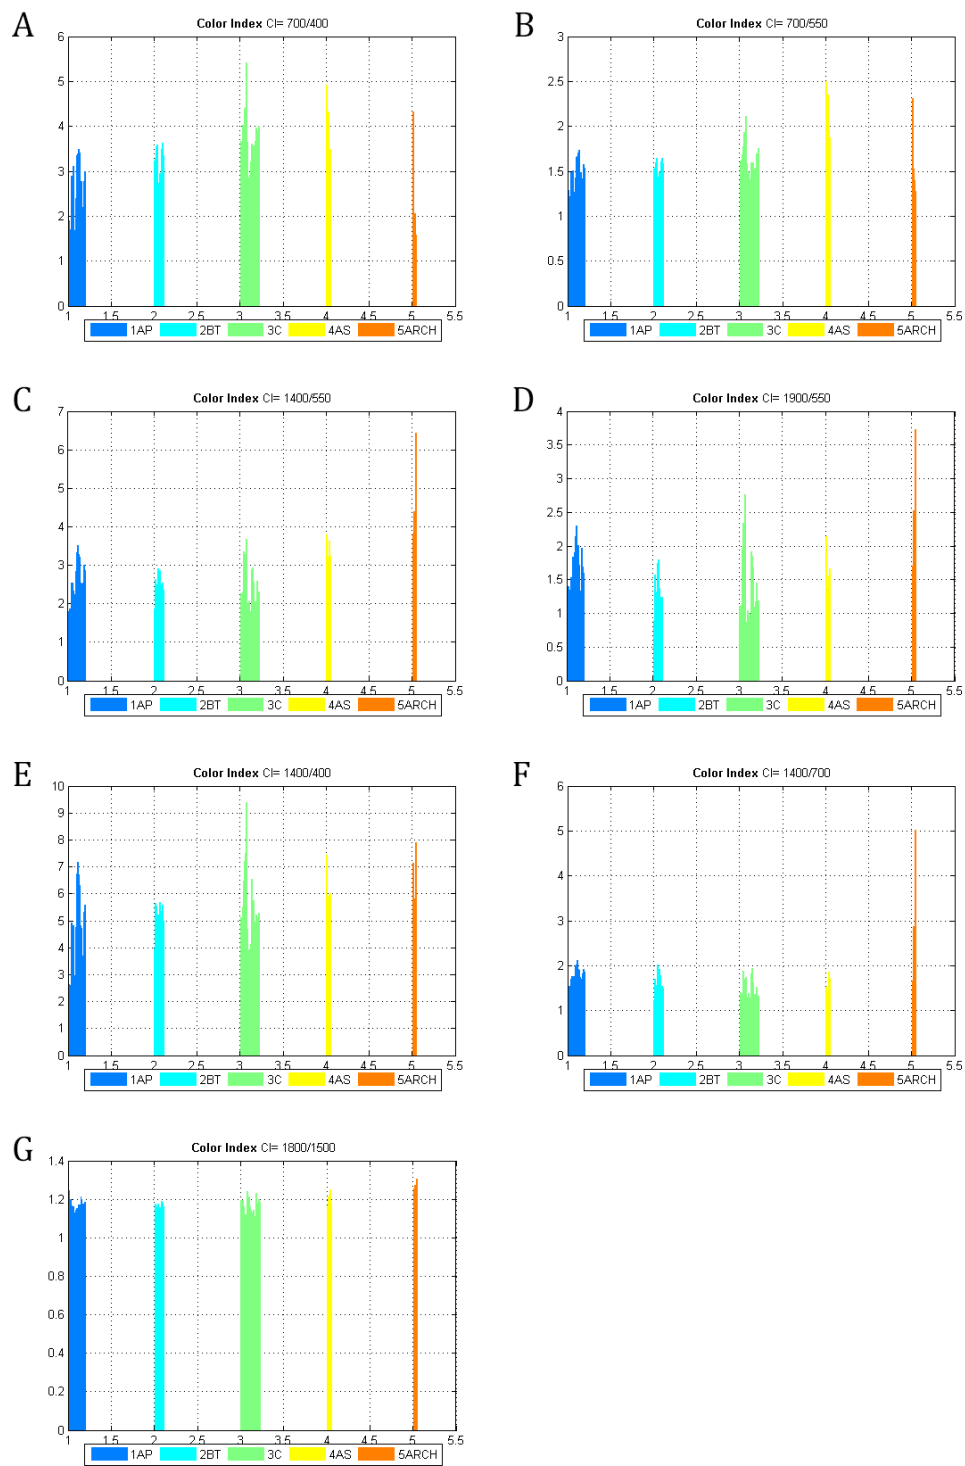 A
Color Index CI= 700/400
6
5
4
3
2
1
0
1 1.5 2 2.5 3 3.5 4 4.5 5 5.5
1AP 2BT 3C 4AS 5ARCH
B
Color Index CI= 700/550
3
2.5
2
1.5
1
0.5
0
1 1.5 2 2.5 3 3.5 4 4.5 5 5.5
1AP 2BT 3C 4AS 5ARCH
C
Color Index CI= 1400/550
7
6
5
4
3
2
1
0
1 1.5 2 2.5 3 3.5 4 4.5 5 5.5
1AP 2BT 3C 4AS 5ARCH
D
Color Index CI= 1900/550
4
3.5
3
2.5
2
1.5
1
0.5
0
1 1.5 2 2.5 3 3.5 4 4.5 5 5.5
1AP 2BT 3C 4AS 5ARCH
E
Color Index CI= 1400/400
10
9
8
7
6
5
4
3
2
1
0
1 1.5 2 2.5 3 3.5 4 4.5 5 5.5
1AP 2BT 3C 4AS 5ARCH
F
Color Index CI= 1400/700
6
5
4
3
2
1
0
1 1.5 2 2.5 3 3.5 4 4.5 5 5.5
1AP 2BT 3C 4AS 5ARCH
G
Color Index CI= 1800/1500
1.4
1.2
1
0.8
0.6
0.4
0.2
0
1 1.5 2 2.5 3 3.5 4 4.5 5 5.5
1AP 2BT 3C 4AS 5ARCH